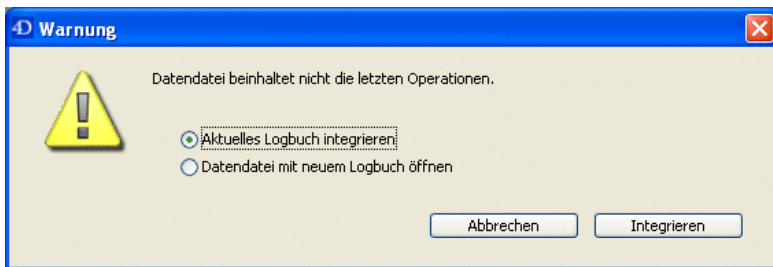 4D Warnung
Datendatei beinhaltet nicht die letzten Operationen.
Aktuelles Logbuch integrieren
Datendatei mit neuem Logbuch öffnen
Abbrechen Integrieren